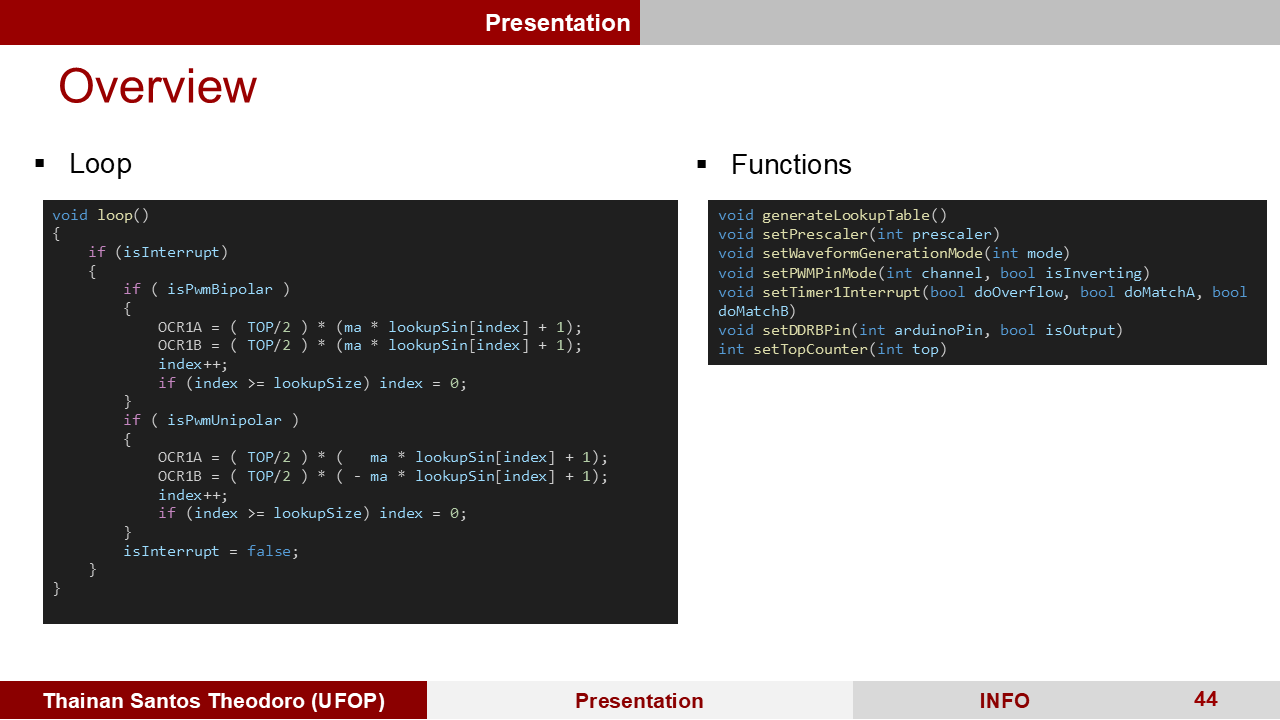 Presentation
Overview
▪ Loop
void loop()
{
    if (isInterrupt)
    {
        if ( isPwmBipolar )
        {
            OCR1A = ( TOP/2 ) * (ma * lookupSin[index] + 1);
            OCR1B = ( TOP/2 ) * (ma * lookupSin[index] + 1);
            index++;
            if (index >= lookupSize) index = 0;
        }
        if ( isPwmUnipolar )
        {
            OCR1A = ( TOP/2 ) * (   ma * lookupSin[index] + 1);
            OCR1B = ( TOP/2 ) * ( - ma * lookupSin[index] + 1);
            index++;
            if (index >= lookupSize) index = 0;
        }
        isInterrupt = false;
    }
}
▪ Functions
void generateLookupTable()
void setPrescaler(int prescaler)
void setWaveformGenerationMode(int mode)
void setPWMPinMode(int channel, bool isInverting)
void setTimer1Interrupt(bool doOverflow, bool doMatchA, bool
doMatchB)
void setDDRBPin(int arduinoPin, bool isOutput)
int setTopCounter(int top)
Thainan Santos Theodoro (UFOP)
Presentation
INFO
44